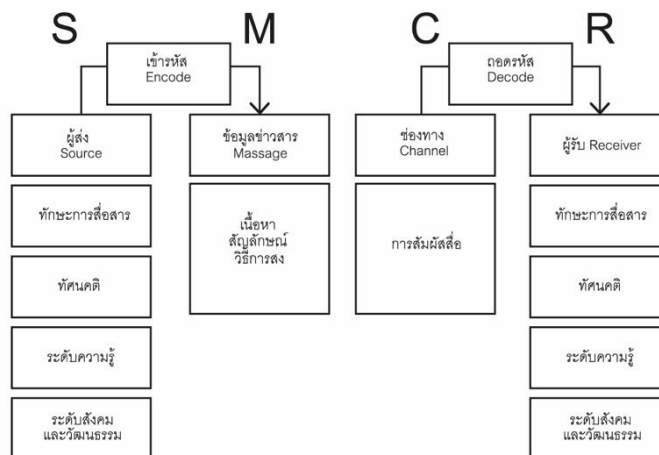 S
M
C
R
เข้ารหัส
Encode
ถอดรหัส
Decode
ผู้ส่ง
Source
ข้อมูลข่าวสาร
Massage
ช่องทาง
Channel
ผู้รับ Receiver
ทักษะการสื่อสาร
ทัศนคติ
ระดับความรู้
ระดับสังคม
และวัฒนธรรม
เนื้อหา
สัญลักษณ์
วิธีการสง
การสัมผัสสื่อ
ทักษะการสื่อสาร
ทัศนคติ
ระดับความรู้
ระดับสังคม
และวัฒนธรรม